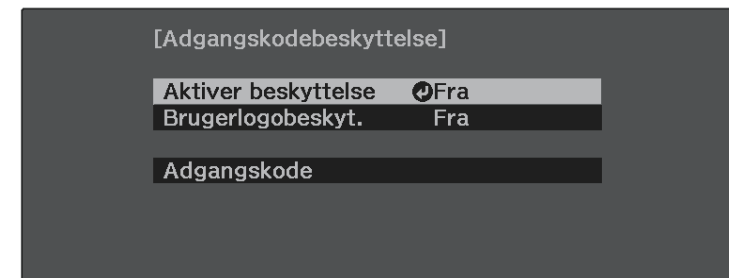 [Adgangskodebeskyttelse]
Aktiver beskyttelse Fra
Brugerlogobeskyt. Fra
Adgangskode